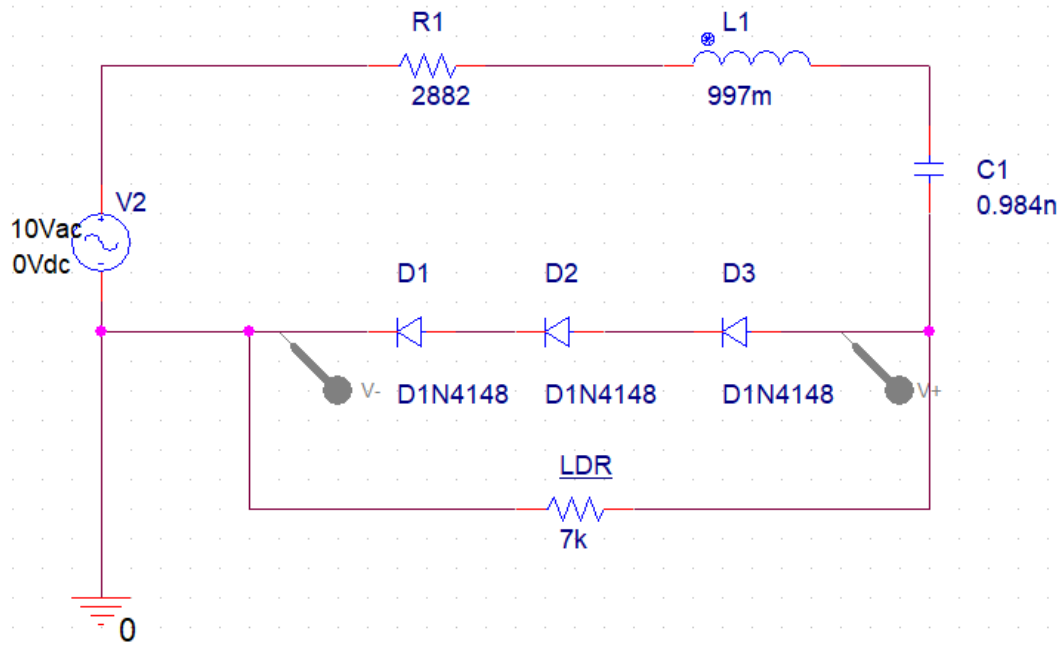 R1
L1
2882
997m
C1
0.984n
V2
10Vac
0Vdc
D1
D2
D3
V-
V+
D1N4148
D1N4148
D1N4148
LDR
7k
0